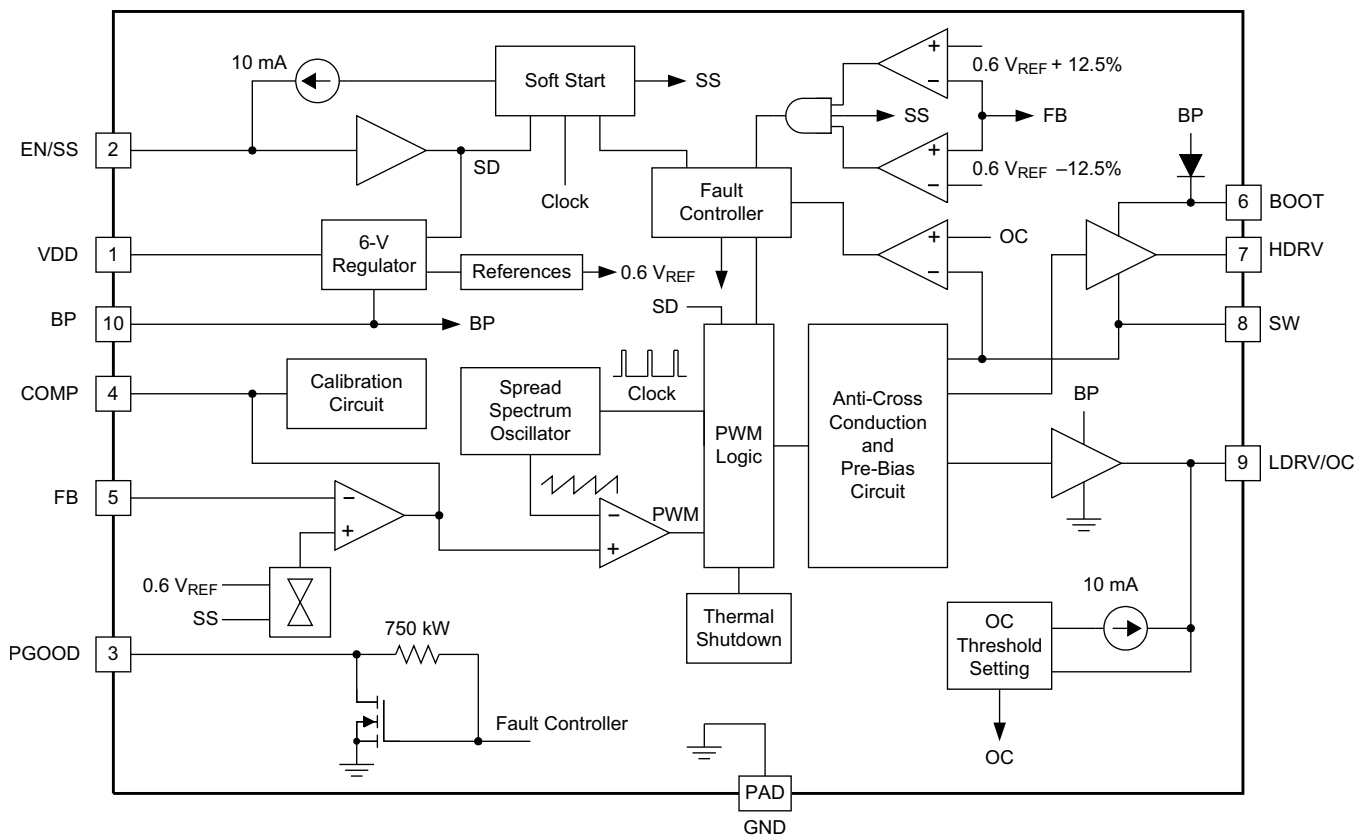 10 mA
Soft Start
SS
0.6 VREF + 12.5%
+
−
SS
FB
BP
EN/SS
2
SD
Clock
Fault
Controller
+
−
0.6 VREF −12.5%
6
BOOT
VDD
1
6-V
Regulator
References
0.6 VREF
+
−
OC
7
HDRV
BP
10
BP
SD
8
SW
COMP
4
Calibration
Circuit
Spread
Spectrum
Oscillator
Clock
PWM
Logic
Anti-Cross
Conduction
and
Pre-Bias
Circuit
BP
9
LDRV/OC
FB
5
−
+
−
+
PWM
0.6 VREF
SS
Thermal
Shutdown
10 mA
OC
Threshold
Setting
PGOOD
3
750 kW
Fault Controller
OC
PAD
GND